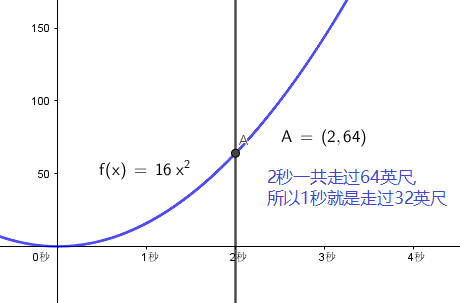 150
100
A
A = (2, 64)
f(x) = 16 x²
50
2秒一共走过64英尺
所以1秒就是走过32英尺
0秒 1秒 2秒 3秒 4秒